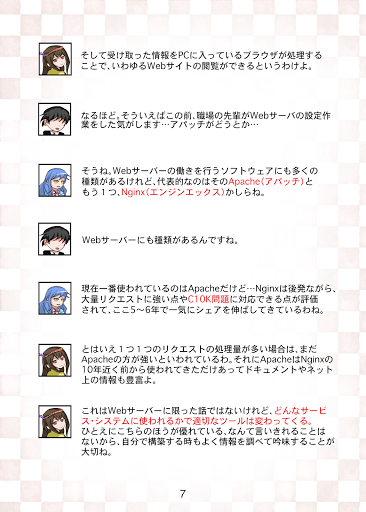 そして受け取った情報をPCに入っているブラウザが処理する
ことで、いわゆるWebサイトの閲覧ができるというわけよ。
なるほど。そういえばこの前、職場の先輩がWebサーバの設定作
業をした気がします…アパッチがどうとか…
そうね。Webサーバーの働きを行うソフトウェアにも多くの
種類があるけれど、代表的なのはそのApache（アパッチ）と
もう１つ、Nginx（エンジンエックス）かしらね。
Webサーバーにも種類があるんですね。
現在一番使われているのはApacheだけど…Nginxは後発ながら、
大量リクエストに強い点やC10K問題に対応できる点が評価
されて、ここ5～6年で一気にシェアを伸ばしてきているわね。
とはいえ１つ１つのリクエストの処理量が多い場合は、まだ
Apacheの方が強いといわれているわ。それにApacheはNginxの
10年近く前から使われてきただけあってドキュメントやネット
上の情報も豊富よ。
これはWebサーバーに限った話ではないけれど、どんなサービ
ス・システムに使われるかで適切なツールは変わってくる。
ひとえにこちらのほうが優れている、なんて言いきれることは
ないから、自分で構築する時もよく情報を調べて吟味することが
大切ね。
7